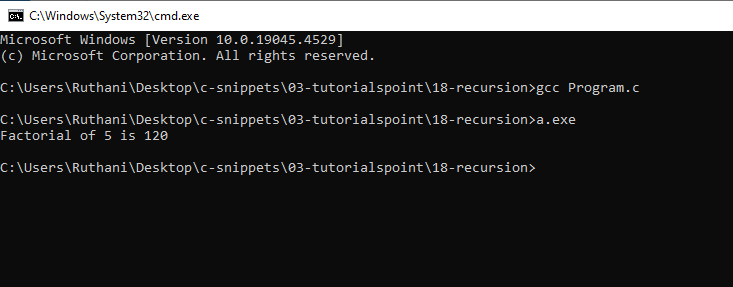 C:\Windows\System32\cmd.exe
Microsoft Windows [Version 10.0.19045.4529]
(c) Microsoft Corporation. All rights reserved.
C:\Users\Ruthani\Desktop\c-snippets\03-tutorialspoint\18-recursion>gcc Program.c
C:\Users\Ruthani\Desktop\c-snippets\03-tutorialspoint\18-recursion>a.exe
Factorial of 5 is 120
C:\Users\Ruthani\Desktop\c-snippets\03-tutorialspoint\18-recursion>